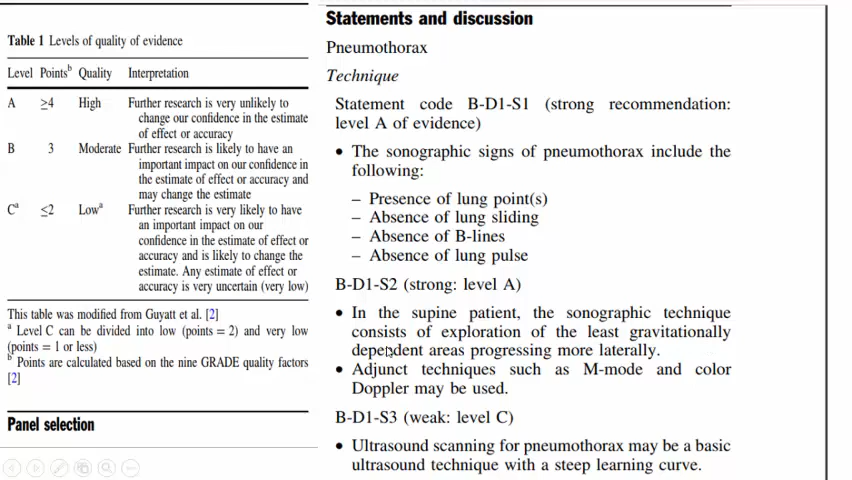 Table 1 Levels of quality of evidence
Level Points^b Quality Interpretation
A ≥4 High Further research is very unlikely to
change our confidence in the estimate
of effect or accuracy
B 3 Moderate Further research is likely to have an
important impact on our confidence in
the estimate of effect or accuracy and
may change the estimate
C^a ≤2 Low^a Further research is very likely to have
an important impact on our
confidence in the estimate of effect or
accuracy and is likely to change the
estimate. Any estimate of effect or
accuracy is very uncertain (very low)
This table was modified from Guyatt et al. [2]
^a Level C can be divided into low (points = 2) and very low
(points = 1 or less)
^b Points are calculated based on the nine GRADE quality factors
[2]
Panel selection
Statements and discussion
Pneumothorax
Technique
Statement code B-D1-S1 (strong recommendation:
level A of evidence)
• The sonographic signs of pneumothorax include the
following:
– Presence of lung point(s)
– Absence of lung sliding
– Absence of B-lines
– Absence of lung pulse
B-D1-S2 (strong: level A)
• In the supine patient, the sonographic technique
consists of exploration of the least gravitationally
dependent areas progressing more laterally.
• Adjunct techniques such as M-mode and color
Doppler may be used.
B-D1-S3 (weak: level C)
• Ultrasound scanning for pneumothorax may be a basic
ultrasound technique with a steep learning curve.